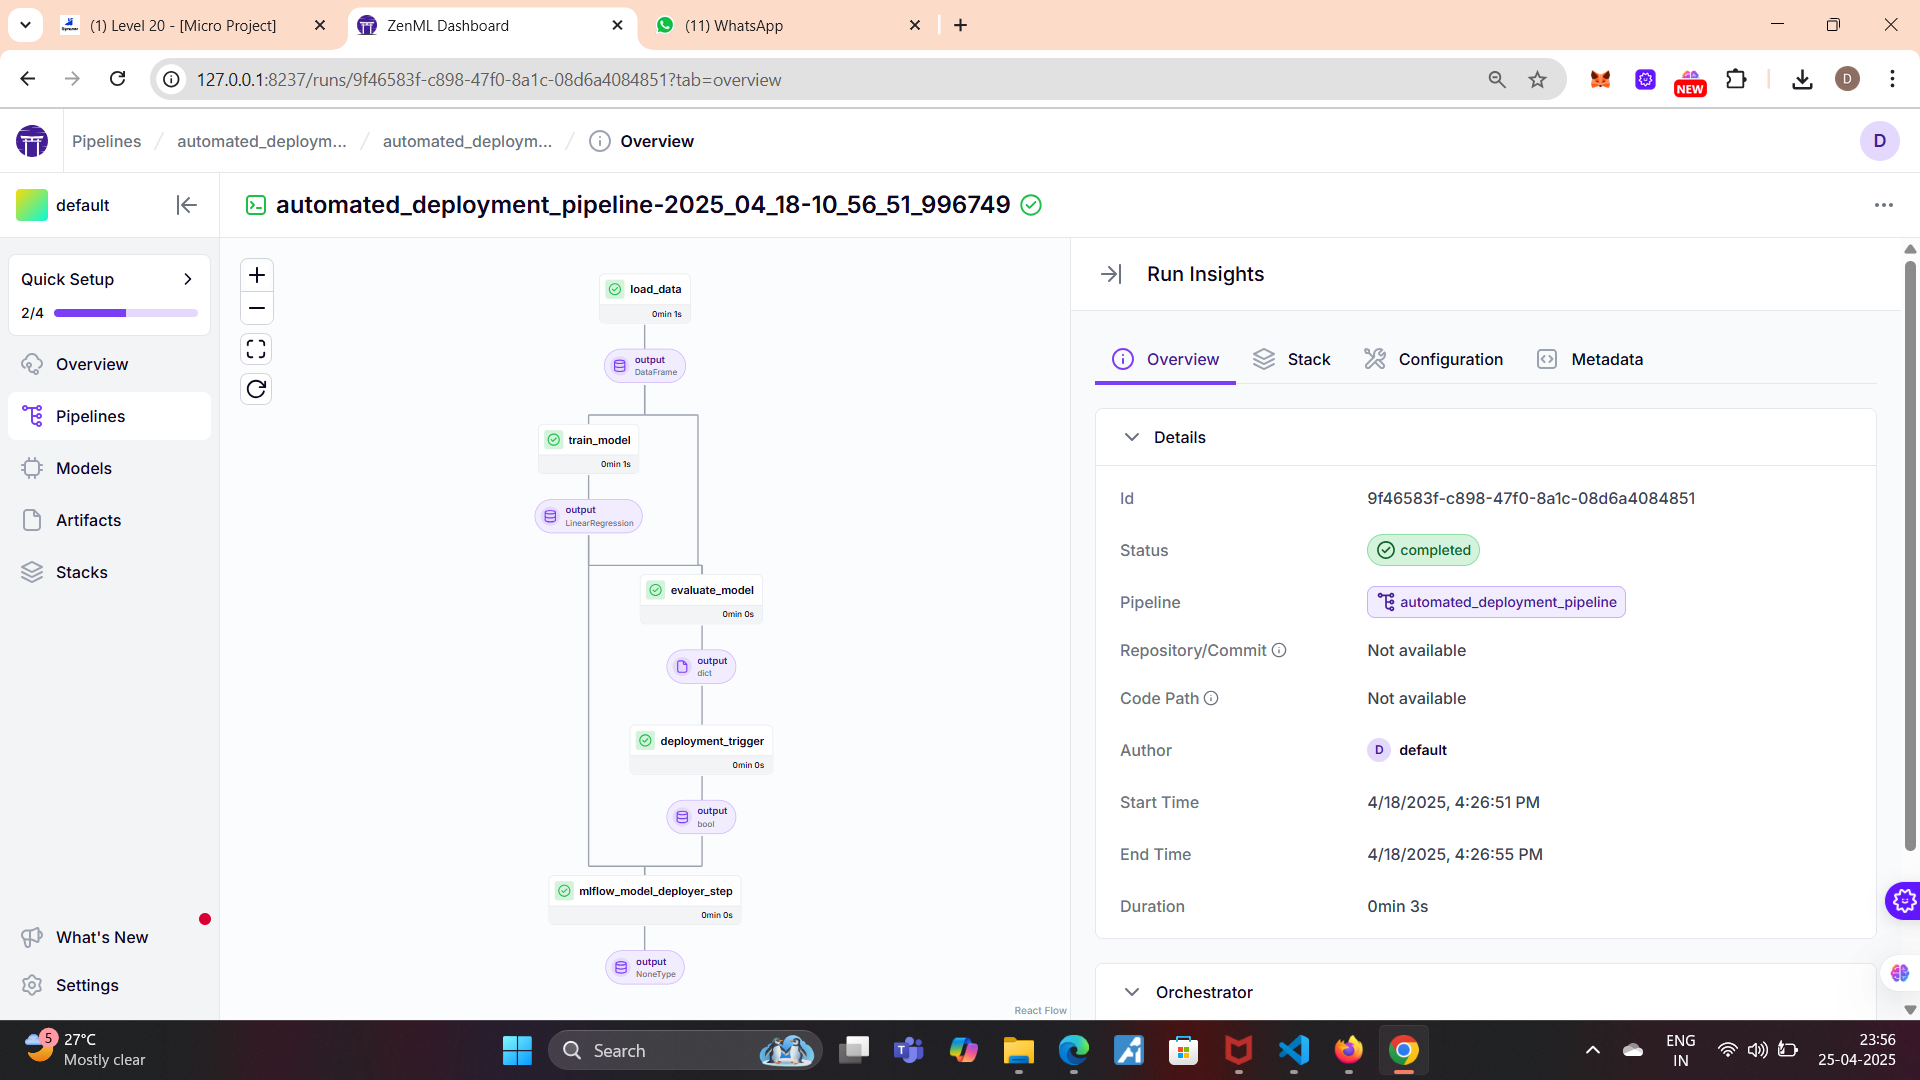 (1) Level 20 - [Micro Project]
ZenML Dashboard
(11) WhatsApp
127.0.0.1:8237/runs/9f46583f-c898-47f0-8a1c-08d6a4084851?tab=overview
NEW
D
Pipelines / automated_deploym... / automated_deploym... / Overview
D
default
automated_deployment_pipeline-2025_04_18-10_56_51_996749
Quick Setup
2/4
Overview
Pipelines
Models
Artifacts
Stacks
What's New
Settings
load_data
0min 1s
output
DataFrame
train_model
0min 1s
output
LinearRegression
evaluate_model
0min 0s
output
dict
deployment_trigger
0min 0s
output
bool
mlflow_model_deployer_step
0min 0s
output
NoneType
React Flow
Run Insights
Overview
Stack
Configuration
Metadata
Details
Id 9f46583f-c898-47f0-8a1c-08d6a4084851
Status completed
Pipeline automated_deployment_pipeline
Repository/Commit Not available
Code Path Not available
Author D default
Start Time 4/18/2025, 4:26:51 PM
End Time 4/18/2025, 4:26:55 PM
Duration 0min 3s
Orchestrator
5
27°C
Mostly clear
Search
ENG
IN
23:56
25-04-2025